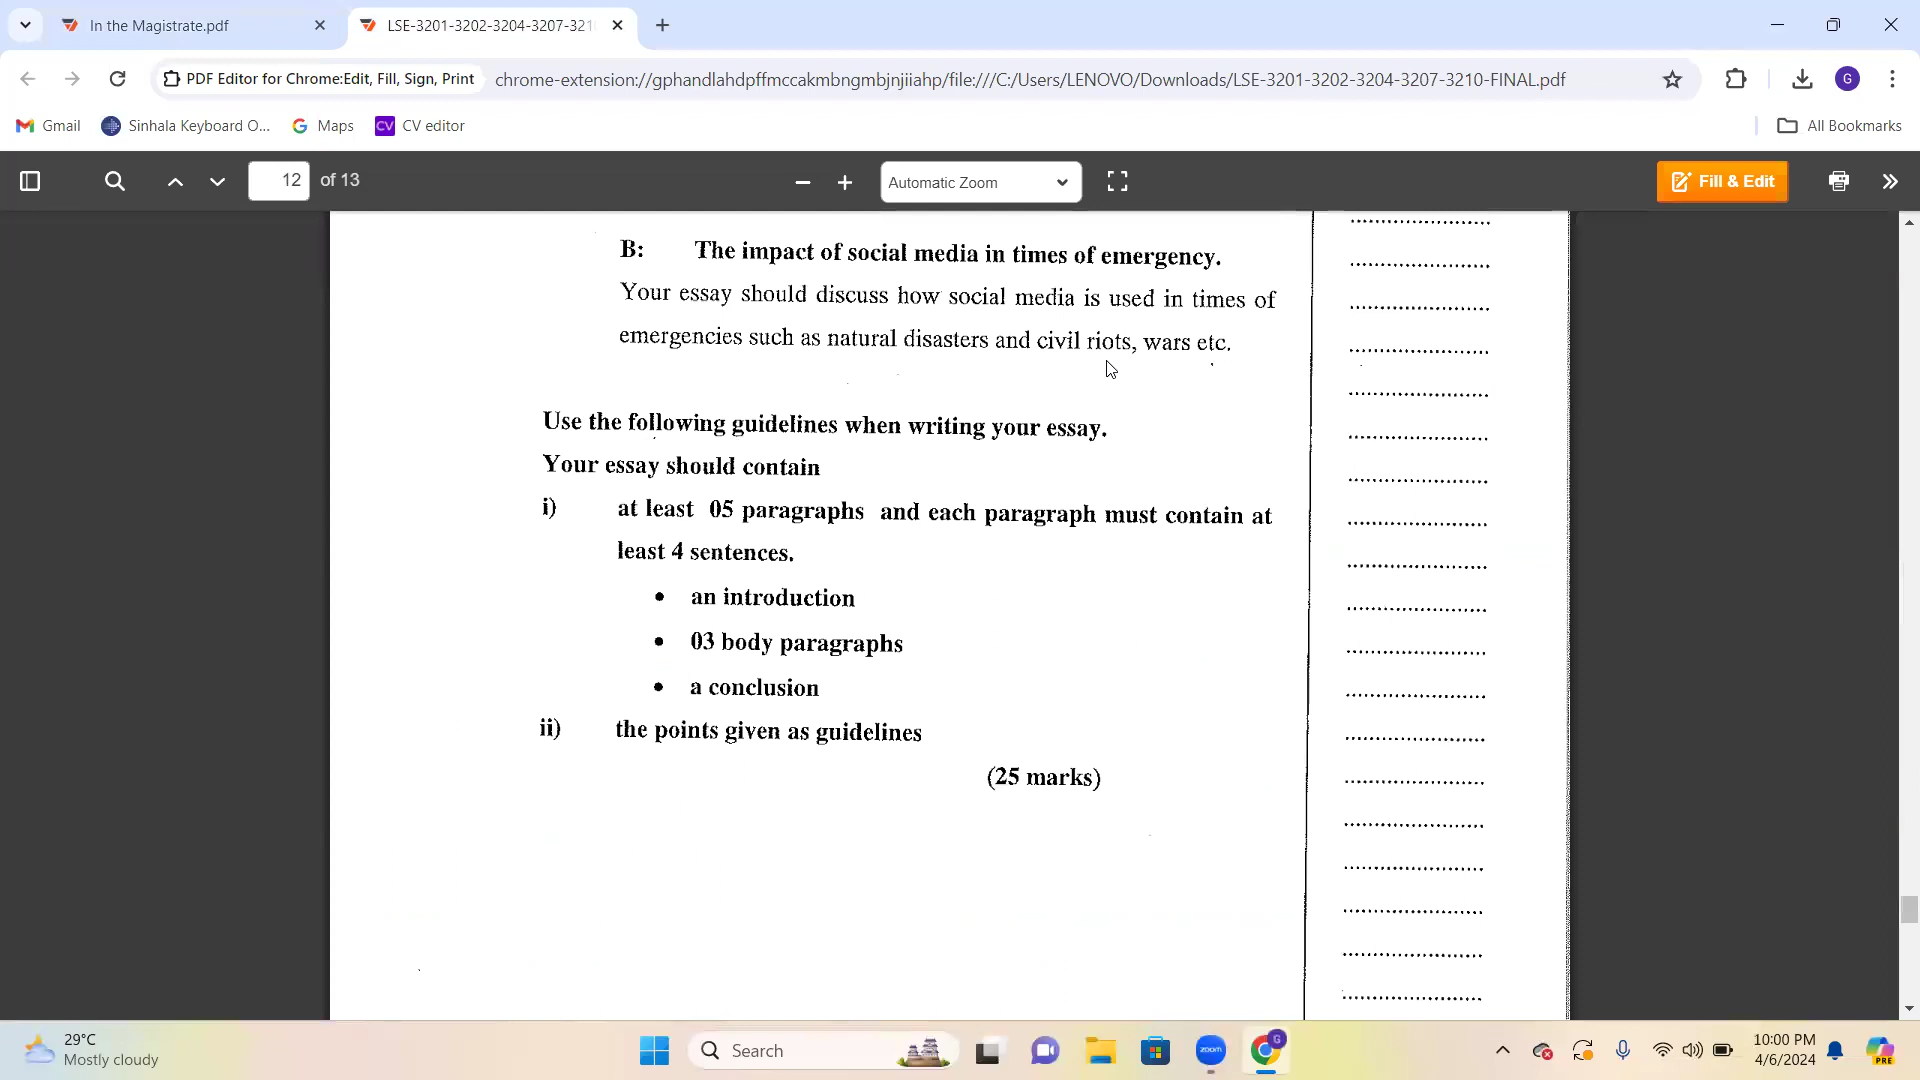 In the Magistrate.pdf
LSE-3201-3202-3204-3207-321
PDF Editor for Chrome:Edit, Fill, Sign, Print
chrome-extension://gphandlahdpffmccakmbngmbjnjiiahp/file:///C:/Users/LENOVO/Downloads/LSE-3201-3202-3204-3207-3210-FINAL.pdf
G
Gmail
Sinhala Keyboard O...
Maps
CV
CV editor
All Bookmarks
12 of 13
Automatic Zoom
Fill & Edit
B: The impact of social media in times of emergency.
Your essay should discuss how social media is used in times of
emergencies such as natural disasters and civil riots, wars etc.
Use the following guidelines when writing your essay.
Your essay should contain
i) at least 05 paragraphs and each paragraph must contain at
least 4 sentences.
• an introduction
• 03 body paragraphs
• a conclusion
ii) the points given as guidelines
(25 marks)
29°C
Mostly cloudy
Search
zoom
G
10:00 PM
4/6/2024
PRE